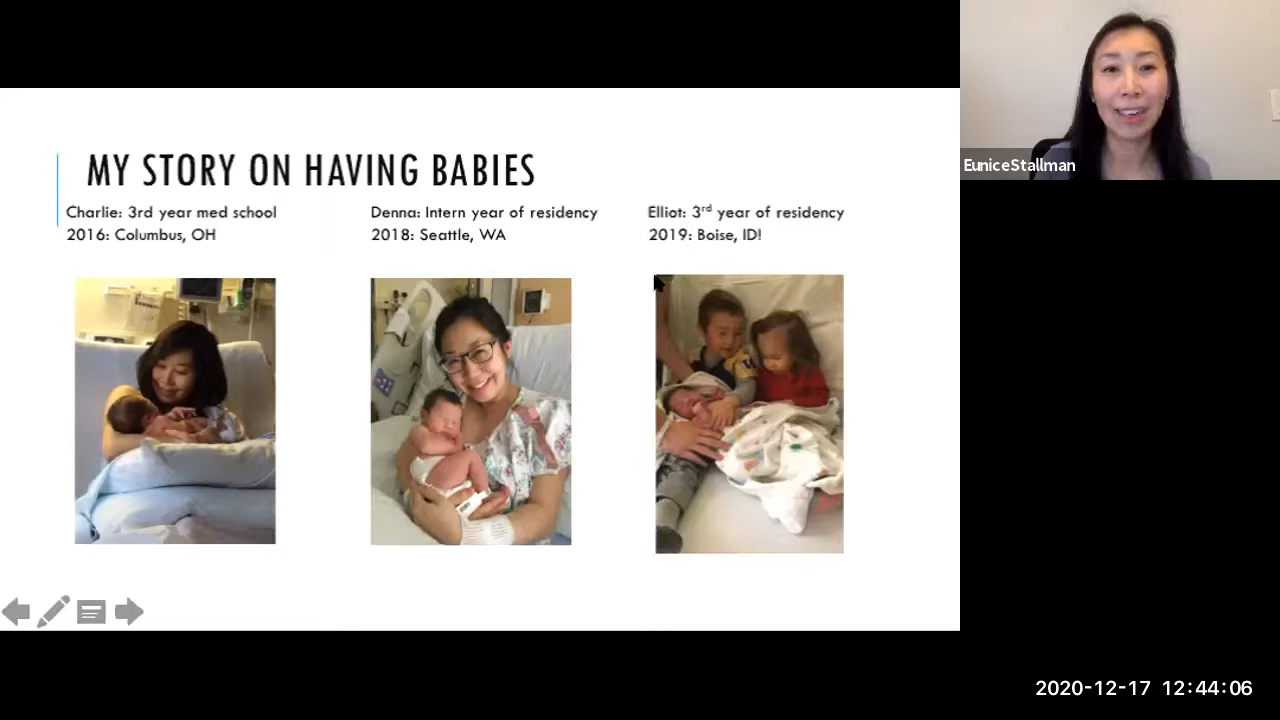 MY STORY ON HAVING BABIES
Charlie: 3rd year med school
2016: Columbus, OH
Denna: Intern year of residency
2018: Seattle, WA
Elliot: 3rd year of residency
2019: Boise, ID!
EuniceStallman
2020-12-17 12:44:06